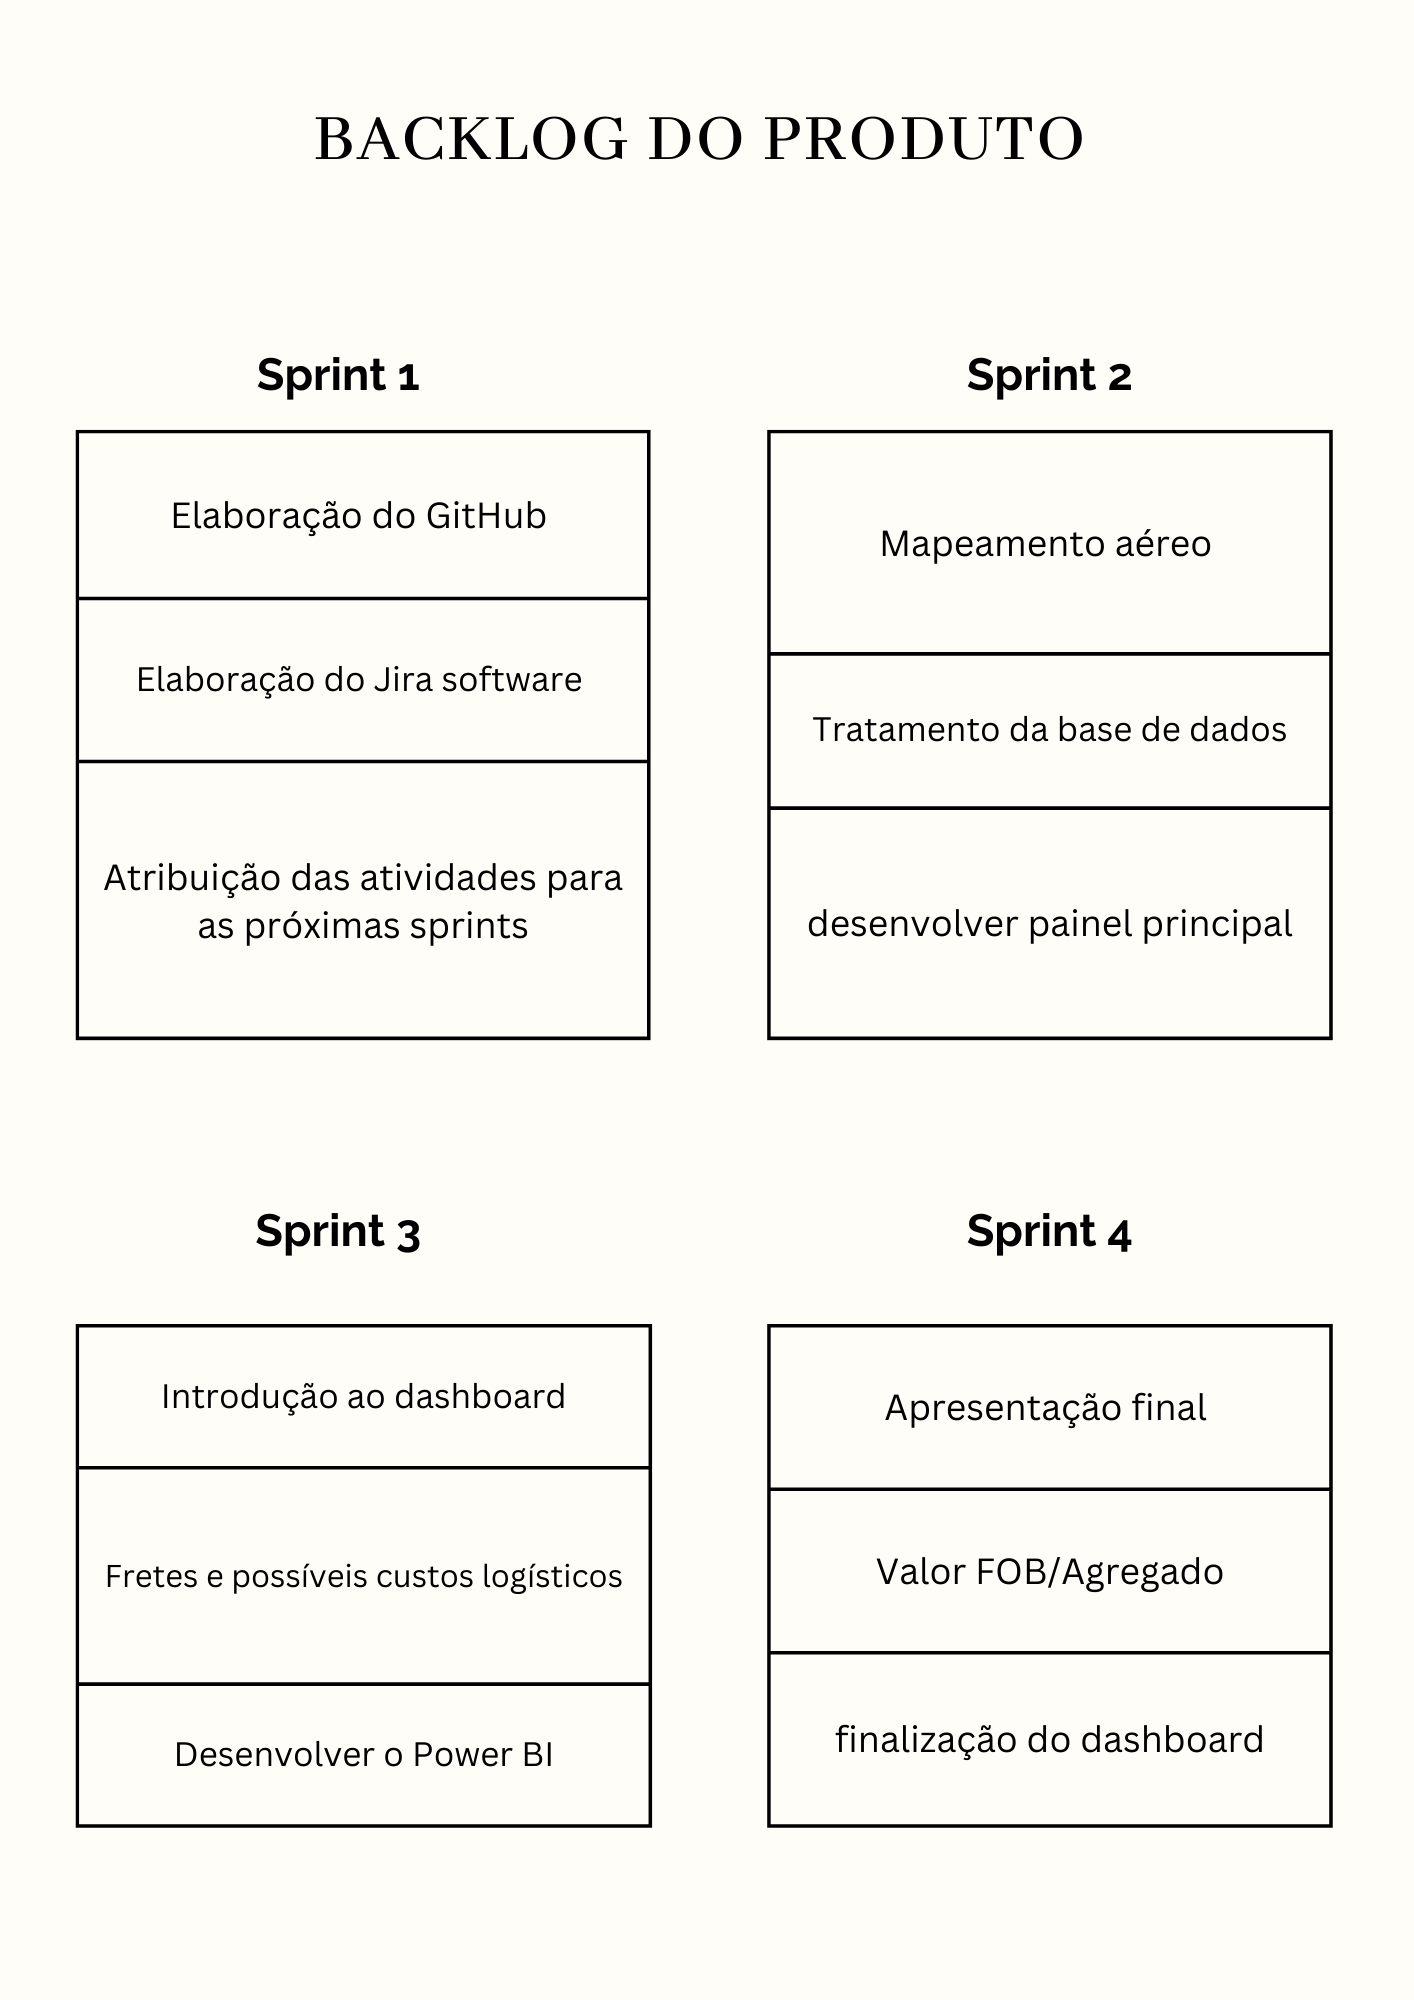 BACKLOG DO PRODUTO
Sprint 1
Elaboração do GitHub
Elaboração do Jira software
Atribuição das atividades para
as próximas sprints
Sprint 2
Mapeamento aéreo
Tratamento da base de dados
desenvolver painel principal
Sprint 3
Introdução ao dashboard
Fretes e possíveis custos logísticos
Desenvolver o Power BI
Sprint 4
Apresentação final
Valor FOB/Agregado
finalização do dashboard